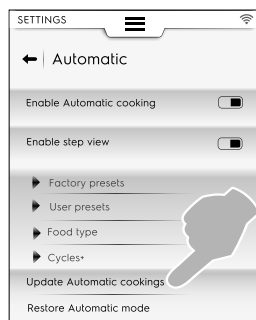 SETTINGS
Automatic
Enable Automatic cooking
Enable step view
Factory presets
User presets
Food type
Cycles+
Update Automatic cookings
Restore Automatic mode